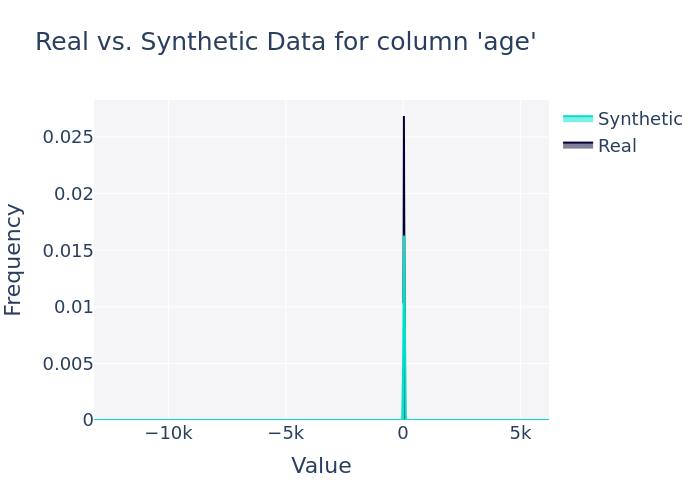 Real vs. Synthetic Data for column 'age'
Synthetic
Real
0.025
0.02
0.015
0.01
0.005
0
−10k
−5k
0
5k
Frequency
Value